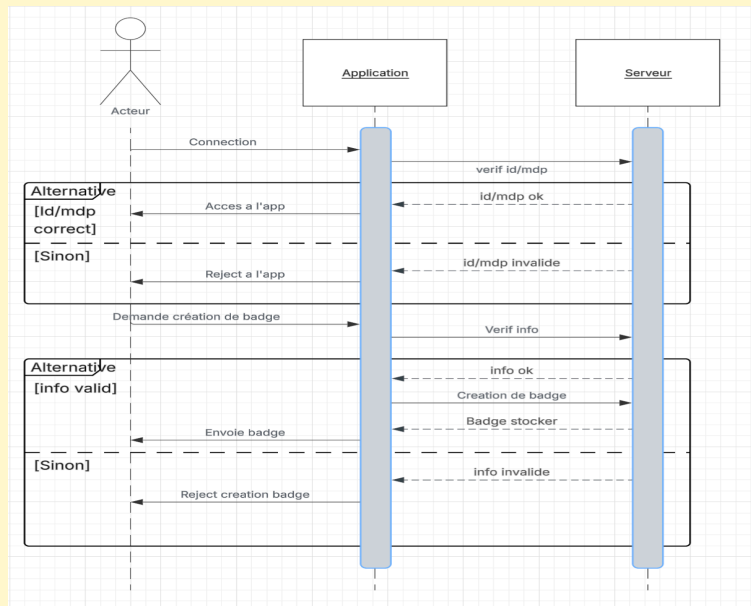 Application
Serveur
Acteur
Connection
verif id/mdp
Alternative
[Id/mdp
correct]
id/mdp ok
Acces a l'app
[Sinon]
id/mdp invalide
Reject a l'app
Demande création de badge
Verif info
Alternative
[info valid]
info ok
Creation de badge
Badge stocker
Envoie badge
[Sinon]
info invalide
Reject creation badge